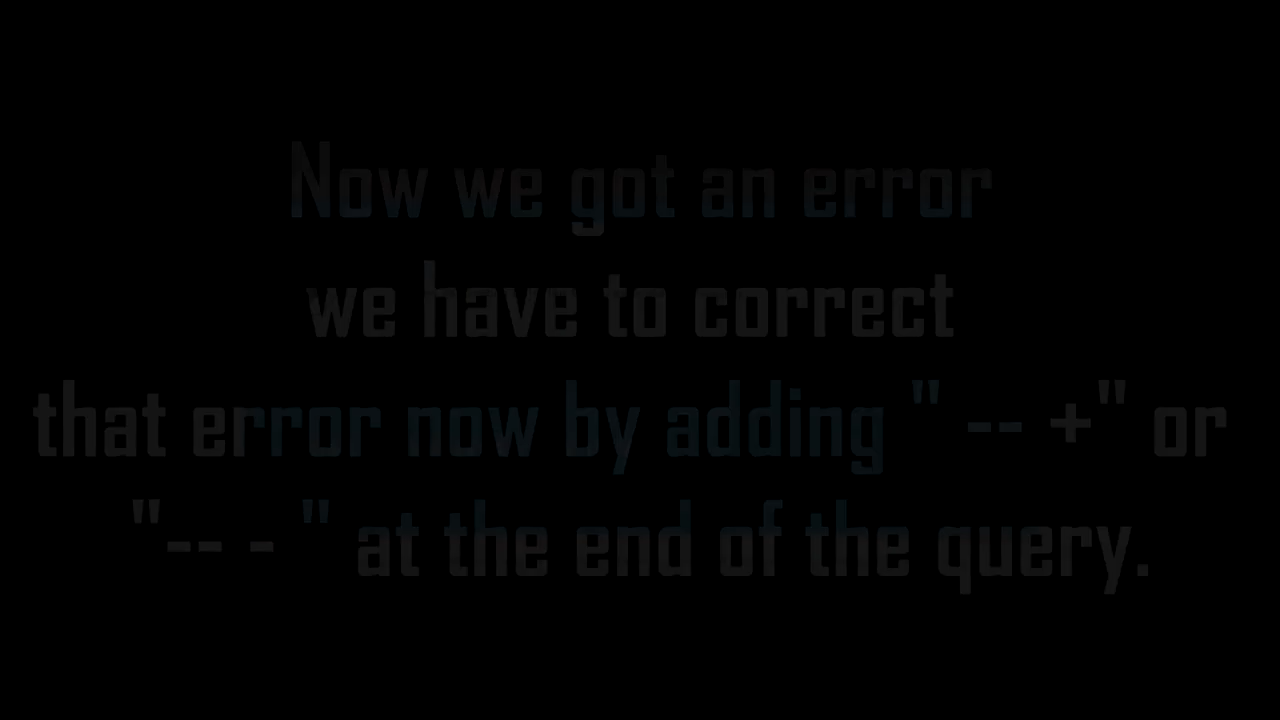 Now we got an error
we have to correct
that error now by adding " -- +" or
"-- - " at the end of the query.